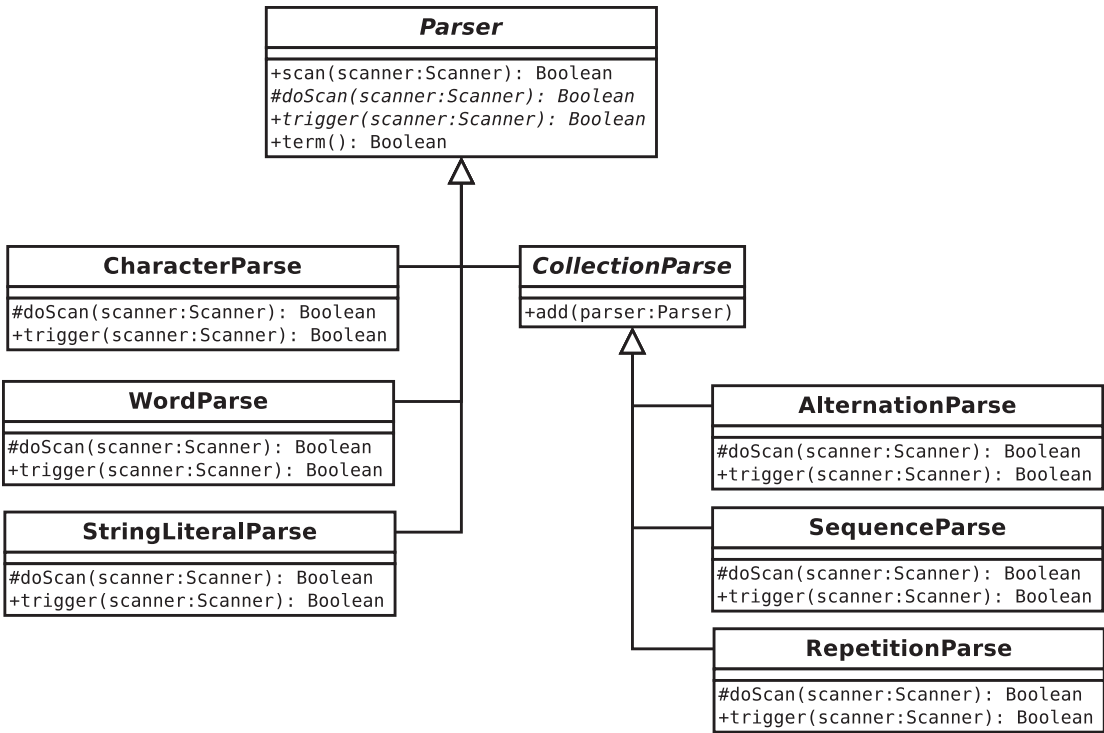 Parser
+scan(scanner:Scanner): Boolean
#doScan(scanner:Scanner): Boolean
+trigger(scanner:Scanner): Boolean
+term(): Boolean
CharacterParse
#doScan(scanner:Scanner): Boolean
+trigger(scanner:Scanner): Boolean
CollectionParse
+add(parser:Parser)
WordParse
#doScan(scanner:Scanner): Boolean
+trigger(scanner:Scanner): Boolean
AlternationParse
#doScan(scanner:Scanner): Boolean
+trigger(scanner:Scanner): Boolean
StringLiteralParse
#doScan(scanner:Scanner): Boolean
+trigger(scanner:Scanner): Boolean
SequenceParse
#doScan(scanner:Scanner): Boolean
+trigger(scanner:Scanner): Boolean
RepetitionParse
#doScan(scanner:Scanner): Boolean
+trigger(scanner:Scanner): Boolean